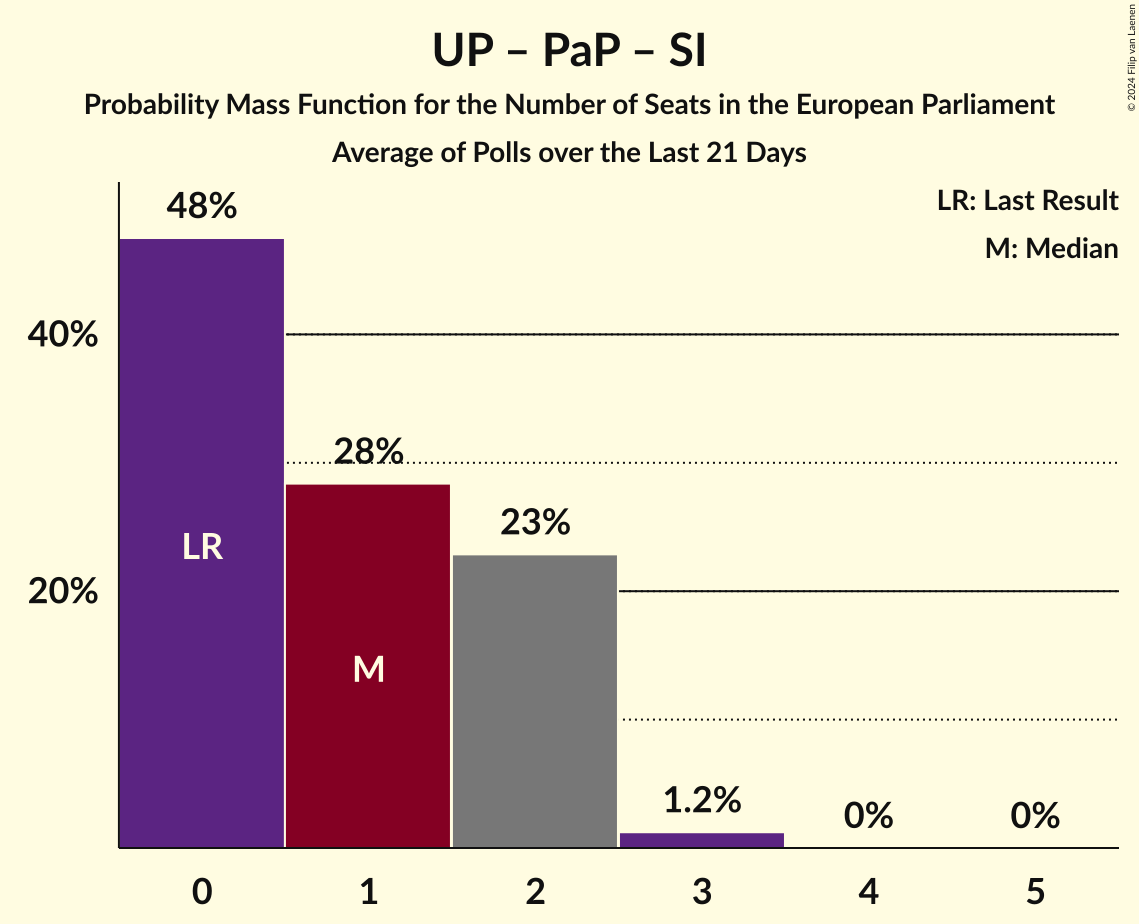 UP – PaP – SI
Probability Mass Function for the Number of Seats in the European Parliament
Average of Polls over the Last 21 Days
© 2024 Filip van Laenen
LR: Last Result
M: Median
48%
40%
28%
23%
20%
LR
M
1.2%
0%
0%
0 1 2 3 4 5